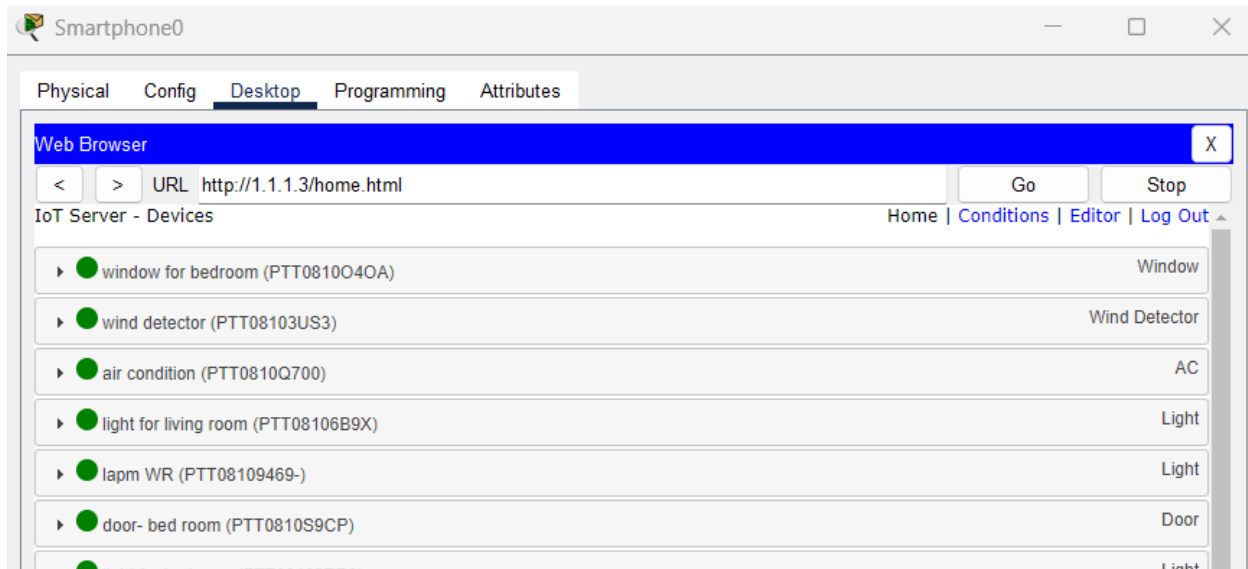 Smartphone0
Physical Config Desktop Programming Attributes
Web Browser X
< > URL http://1.1.1.3/home.html Go Stop
IoT Server - Devices Home | Conditions | Editor | Log Out
window for bedroom (PTT0810O4OA) Window
wind detector (PTT08103US3) Wind Detector
air condition (PTT0810Q700) AC
light for living room (PTT08106B9X) Light
lapm WR (PTT08109469-) Light
door- bed room (PTT0810S9CP) Door
Light